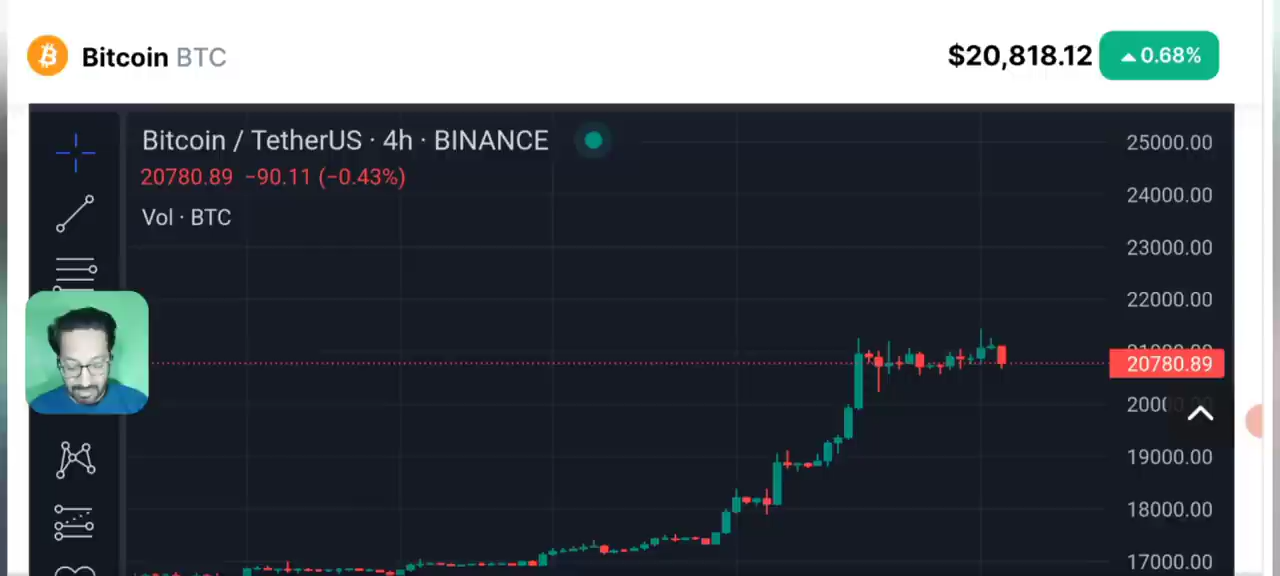 Bitcoin BTC
$20,818.12 ▲0.68%
Bitcoin / TetherUS · 4h · BINANCE
20780.89 −90.11 (−0.43%)
Vol · BTC
25000.00
24000.00
23000.00
22000.00
20780.89
19000.00
18000.00
17000.00